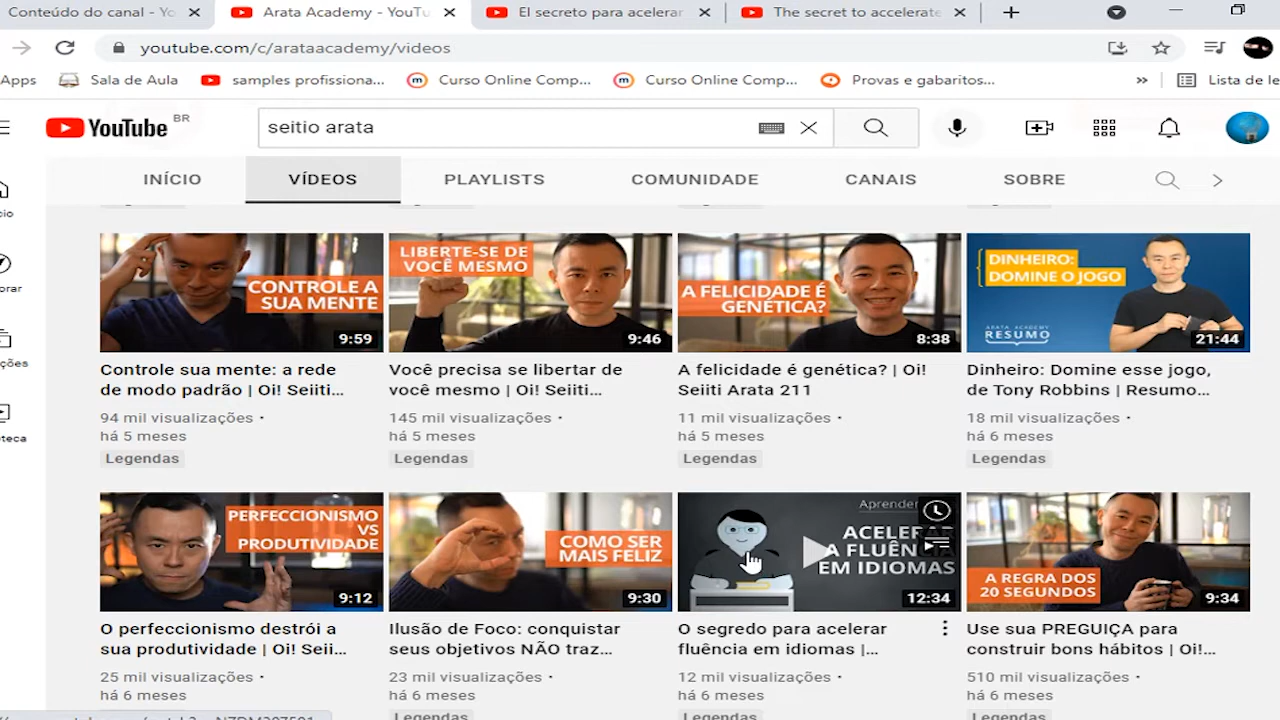 Conteúdo do canal - Yo
Arata Academy - YouTu
El secreto para acelerar
The secret to accelerate
youtube.com/c/arataacademy/videos
Apps
Sala de Aula
samples profissiona...
Curso Online Comp...
Curso Online Comp...
Provas e gabaritos...
»
Lista de le
YouTube BR
seitio arata
INÍCIO
VÍDEOS
PLAYLISTS
COMUNIDADE
CANAIS
SOBRE
cio
orar
ções
oteca
CONTROLE A
SUA MENTE
9:59
LIBERTE-SE DE
VOCÊ MESMO
9:46
A FELICIDADE É
GENÉTICA?
8:38
DINHEIRO:
DOMINE O JOGO
ARATA ACADEMY
RESUMO
21:44
Controle sua mente: a rede
de modo padrão | Oi! Seiiti...
94 mil visualizações •
há 5 meses
Legendas
Você precisa se libertar de
você mesmo | Oi! Seiiti...
145 mil visualizações •
há 5 meses
Legendas
A felicidade é genética? | Oi!
Seiiti Arata 211
11 mil visualizações •
há 5 meses
Legendas
Dinheiro: Domine esse jogo,
de Tony Robbins | Resumo...
18 mil visualizações •
há 6 meses
Legendas
PERFECCIONISMO
VS
PRODUTIVIDADE
9:12
COMO SER
MAIS FELIZ
9:30
Aprender
ACELERAR
A FLUÊNCIA
EM IDIOMAS
12:34
A REGRA DOS
20 SEGUNDOS
9:34
O perfeccionismo destrói a
sua produtividade | Oi! Seii...
25 mil visualizações •
há 6 meses
Legendas
Ilusão de Foco: conquistar
seus objetivos NÃO traz...
23 mil visualizações •
há 6 meses
Legendas
O segredo para acelerar
fluência em idiomas |...
12 mil visualizações •
há 6 meses
Legendas
Use sua PREGUIÇA para
construir bons hábitos | Oi!...
510 mil visualizações •
há 6 meses
Legendas